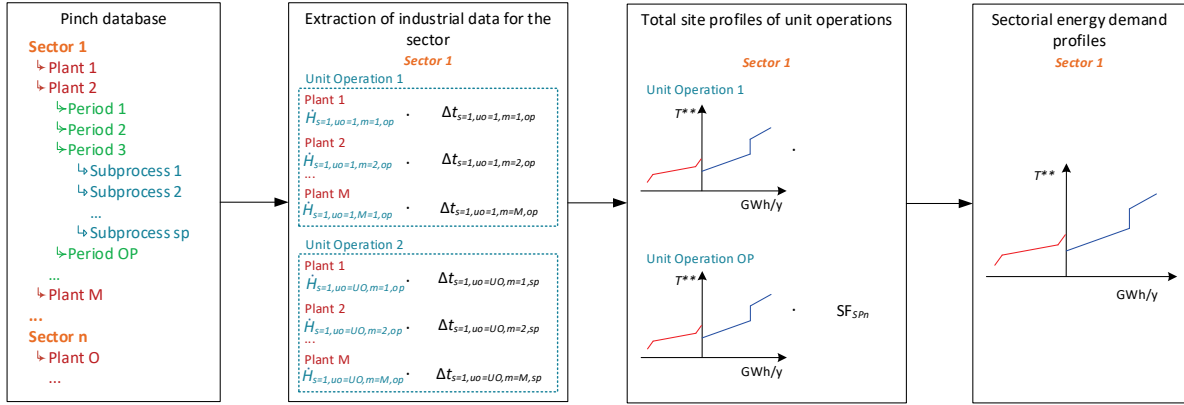 Pinch database
Sector 1
Plant 1
Plant 2
Period 1
Period 2
Period 3
Subprocess 1
Subprocess 2
...
Subprocess sp
Period OP
...
Plant M
...
Sector n
Plant O
...
Extraction of industrial data for the
sector
Sector 1
Unit Operation 1
Plant 1
Ḣs=1,uo=1,m=1,op · Δts=1,uo=1,m=1,op
Plant 2
Ḣs=1,uo=1,m=2,op · Δts=1,uo=1,m=2,op
...
Plant M
Ḣs=1,uo=1,M=1,op · Δts=1,uo=1,m=M,op
Unit Operation 2
Plant 1
Ḣs=1,uo=UO,m=1,op · Δts=1,uo=UO,m=1,sp
Plant 2
Ḣs=1,uo=UO,m=2,op · Δts=1,uo=UO,m=2,sp
...
Plant M
Ḣs=1,uo=UO,m=M,op · Δts=1,uo=UO,m=M,sp
Total site profiles of unit operations
Sector 1
Unit Operation 1
T**
·
GWh/y
Unit Operation OP
T**
· SFSPn
GWh/y
Sectorial energy demand
profiles
Sector 1
T**
GWh/y